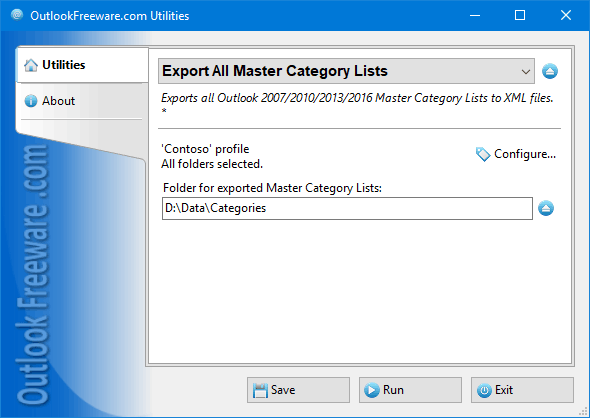 OutlookFreeware.com Utilities
Utilities
About
Export All Master Category Lists
Exports all Outlook 2007/2010/2013/2016 Master Category Lists to XML files.
*
'Contoso' profile
All folders selected.
Configure...
Folder for exported Master Category Lists:
D:\Data\Categories
Outlook Freeware .com
Save
Run
Exit